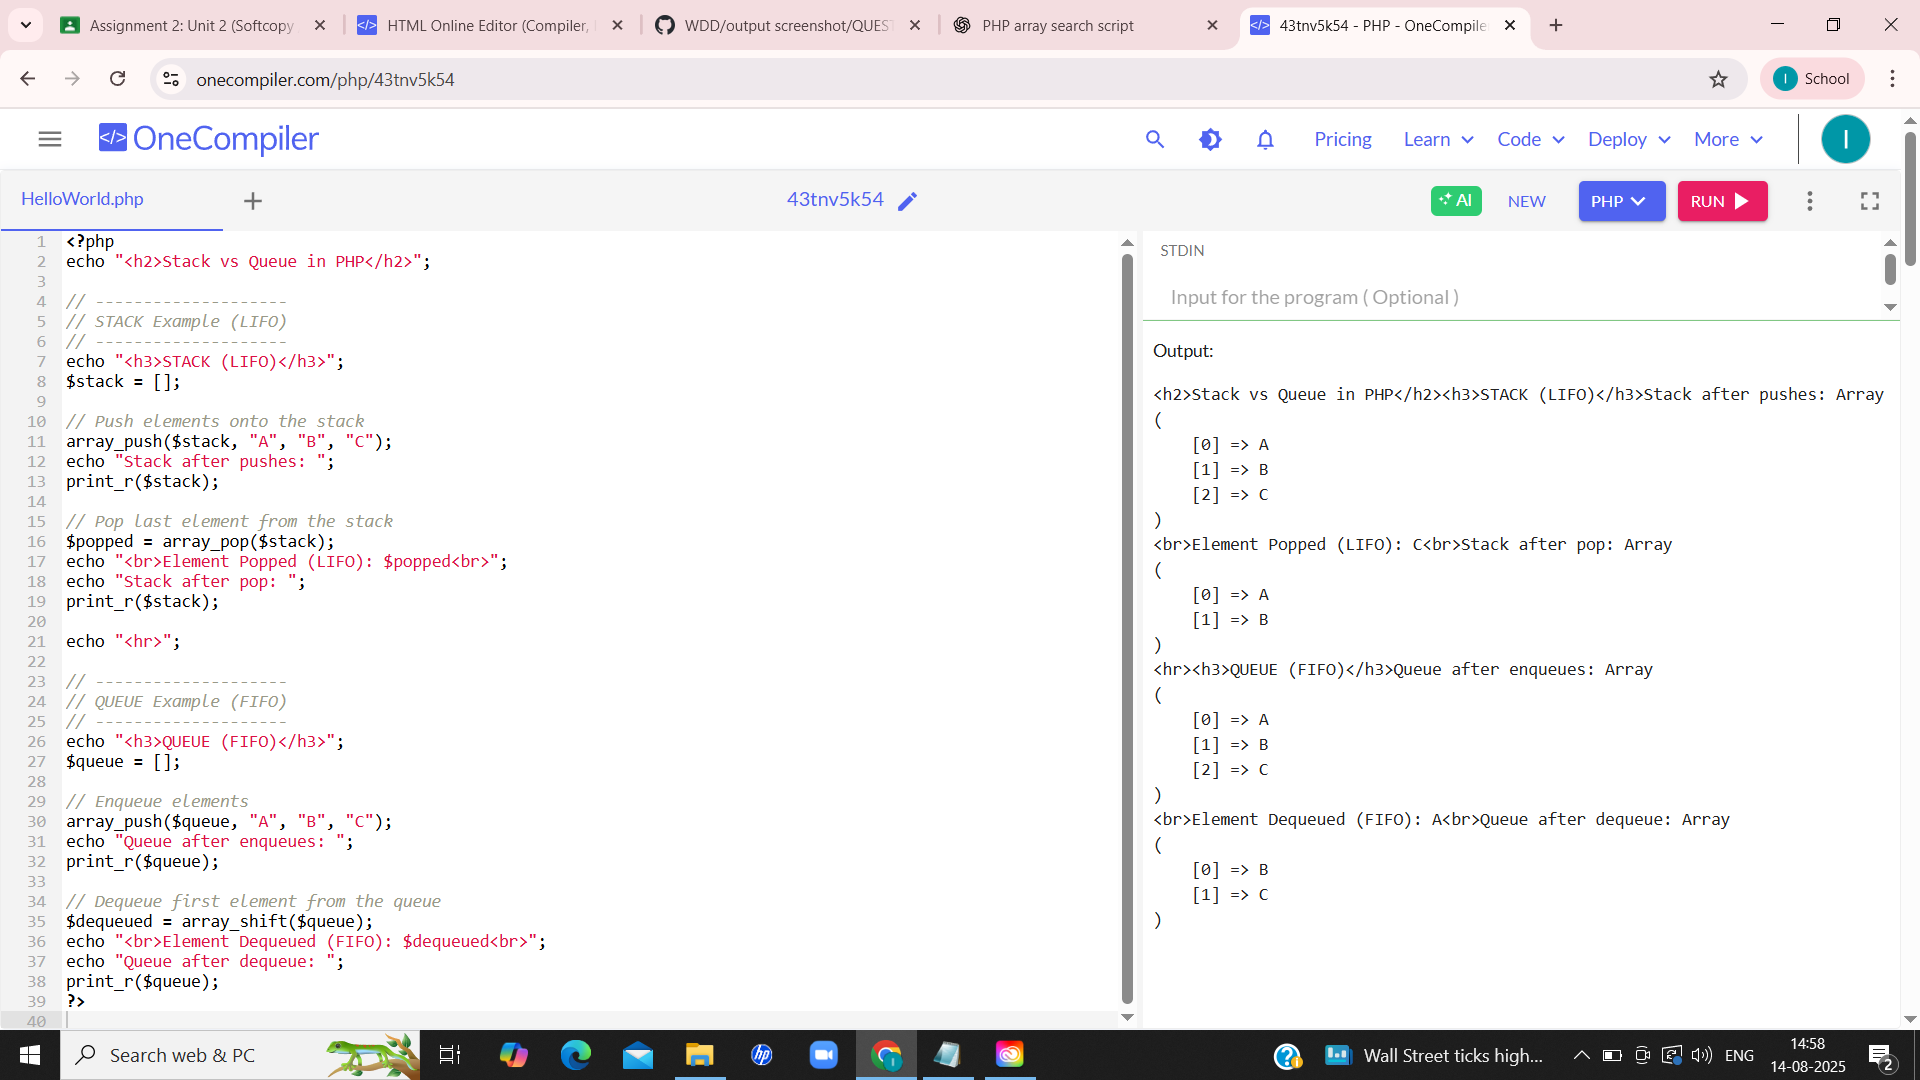 Assignment 2: Unit 2 (Softcopy
HTML Online Editor (Compiler,
WDD/output screenshot/QUEST
PHP array search script
43tnv5k54 - PHP - OneCompile
onecompiler.com/php/43tnv5k54
I School
</> OneCompiler
Pricing
Learn
Code
Deploy
More
I
HelloWorld.php
43tnv5k54
AI
NEW
PHP
RUN
1 <?php
2 echo "<h2>Stack vs Queue in PHP</h2>";
3
4 // --------------------
5 // STACK Example (LIFO)
6 // --------------------
7 echo "<h3>STACK (LIFO)</h3>";
8 $stack = [];
9
10 // Push elements onto the stack
11 array_push($stack, "A", "B", "C");
12 echo "Stack after pushes: ";
13 print_r($stack);
14
15 // Pop last element from the stack
16 $popped = array_pop($stack);
17 echo "<br>Element Popped (LIFO): $popped<br>";
18 echo "Stack after pop: ";
19 print_r($stack);
20
21 echo "<hr>";
22
23 // --------------------
24 // QUEUE Example (FIFO)
25 // --------------------
26 echo "<h3>QUEUE (FIFO)</h3>";
27 $queue = [];
28
29 // Enqueue elements
30 array_push($queue, "A", "B", "C");
31 echo "Queue after enqueues: ";
32 print_r($queue);
33
34 // Dequeue first element from the queue
35 $dequeued = array_shift($queue);
36 echo "<br>Element Dequeued (FIFO): $dequeued<br>";
37 echo "Queue after dequeue: ";
38 print_r($queue);
39 ?>
40
STDIN
Input for the program ( Optional )
Output:
<h2>Stack vs Queue in PHP</h2><h3>STACK (LIFO)</h3>Stack after pushes: Array
(
    [0] => A
    [1] => B
    [2] => C
)
<br>Element Popped (LIFO): C<br>Stack after pop: Array
(
    [0] => A
    [1] => B
)
<hr><h3>QUEUE (FIFO)</h3>Queue after enqueues: Array
(
    [0] => A
    [1] => B
    [2] => C
)
<br>Element Dequeued (FIFO): A<br>Queue after dequeue: Array
(
    [0] => B
    [1] => C
)
Search web & PC
hp
Wall Street ticks high...
ENG
14:58
14-08-2025
2